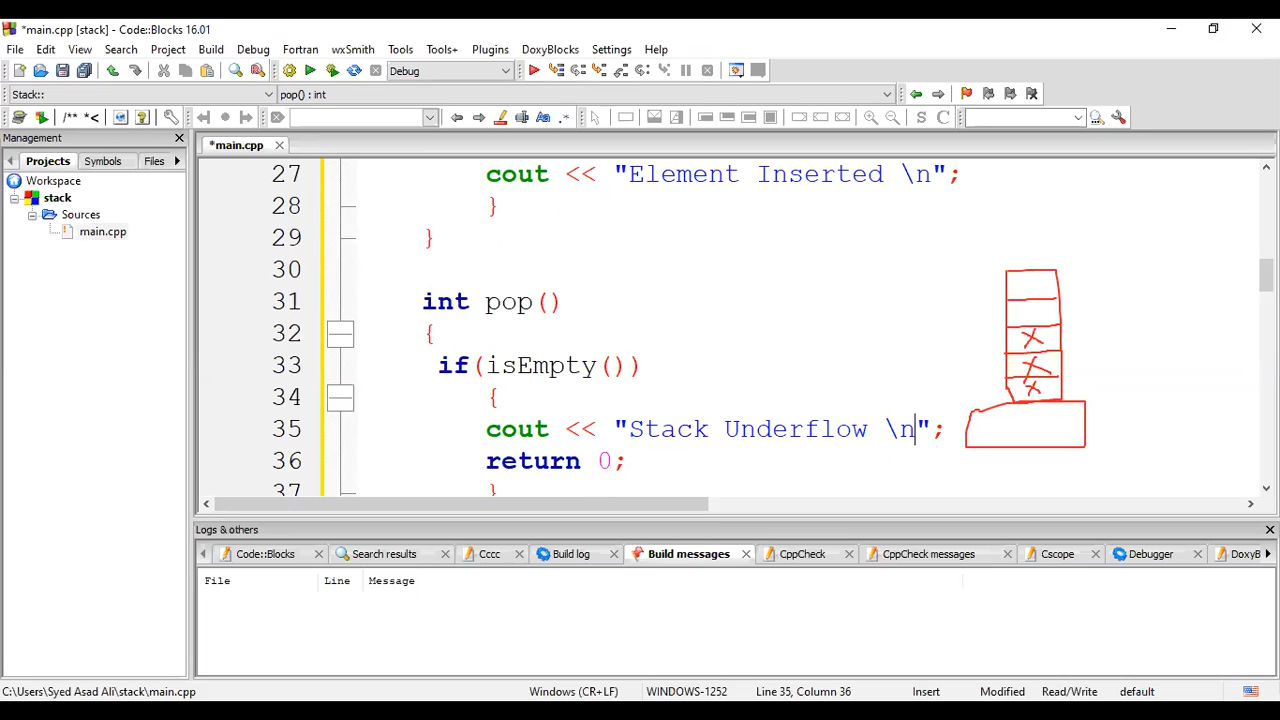 *main.cpp [stack] - Code::Blocks 16.01
File Edit View Search Project Build Debug Fortran wxSmith Tools Tools+ Plugins DoxyBlocks Settings Help
Debug
Stack:: pop() : int
/** *< S C
Management
*main.cpp
Projects Symbols Files
Workspace
stack
Sources
main.cpp
27 cout << "Element Inserted \n";
28 }
29 }
30
31 int pop()
32 {
33 if(isEmpty())
34 {
35 cout << "Stack Underflow \n";
36 return 0;
37 }
X
X
X
Logs & others
Code::Blocks Search results Cccc Build log Build messages CppCheck CppCheck messages Cscope Debugger DoxyB
File Line Message
C:\Users\Syed Asad Ali\stack\main.cpp Windows (CR+LF) WINDOWS-1252 Line 35, Column 36 Insert Modified Read/Write default